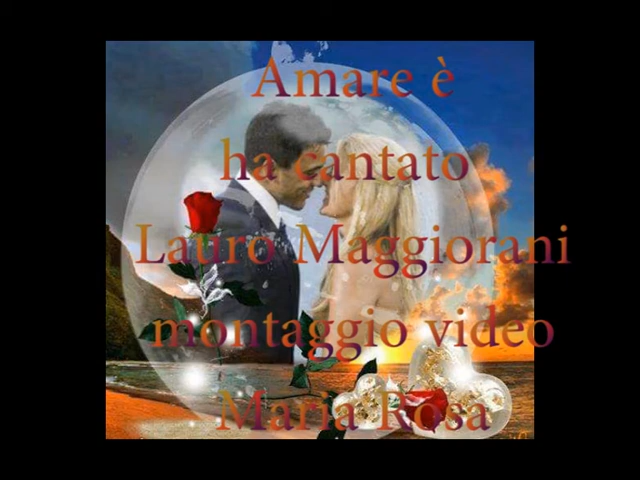 Amare è
ha cantato
Lauro Maggiorani
montaggio video
Maria Rosa